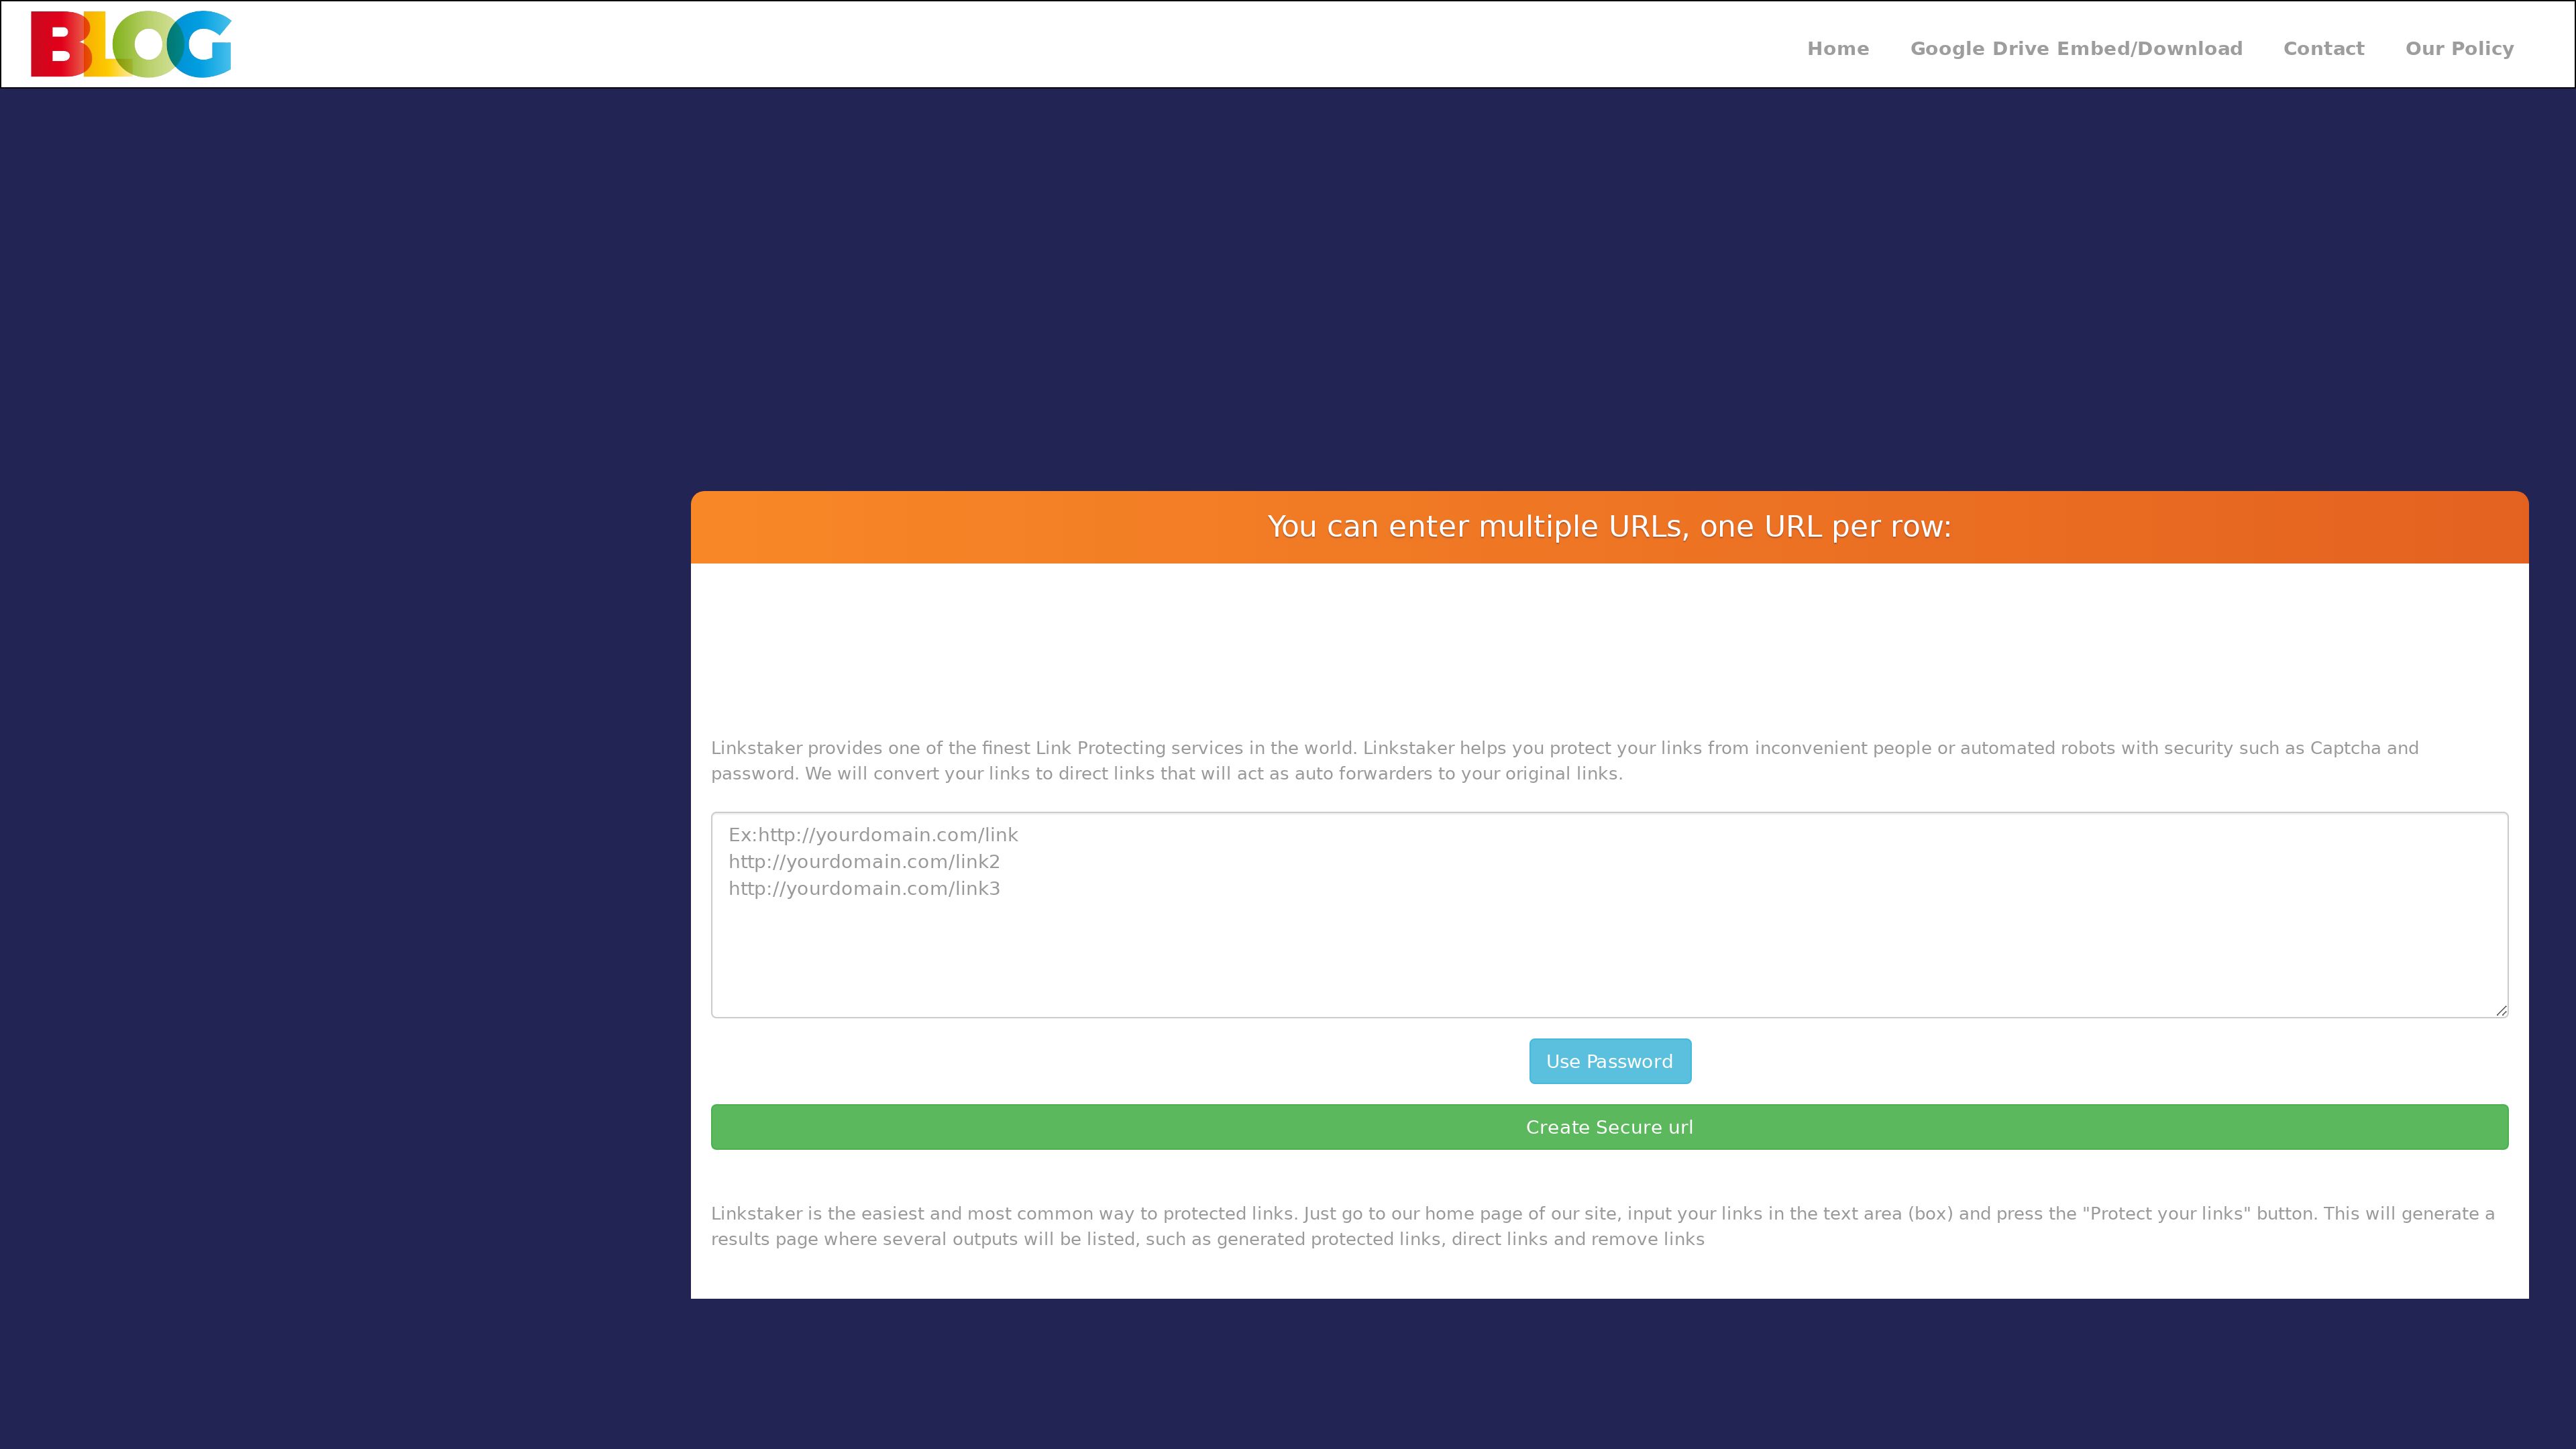 BLOG
Home
Google Drive Embed/Download
Contact
Our Policy
You can enter multiple URLs, one URL per row:
Linkstaker provides one of the finest Link Protecting services in the world. Linkstaker helps you protect your links from inconvenient people or automated robots with security such as Captcha and
password. We will convert your links to direct links that will act as auto forwarders to your original links.
Ex:http://yourdomain.com/link
http://yourdomain.com/link2
http://yourdomain.com/link3
Use Password
Create Secure url
Linkstaker is the easiest and most common way to protected links. Just go to our home page of our site, input your links in the text area (box) and press the "Protect your links" button. This will generate a
results page where several outputs will be listed, such as generated protected links, direct links and remove links